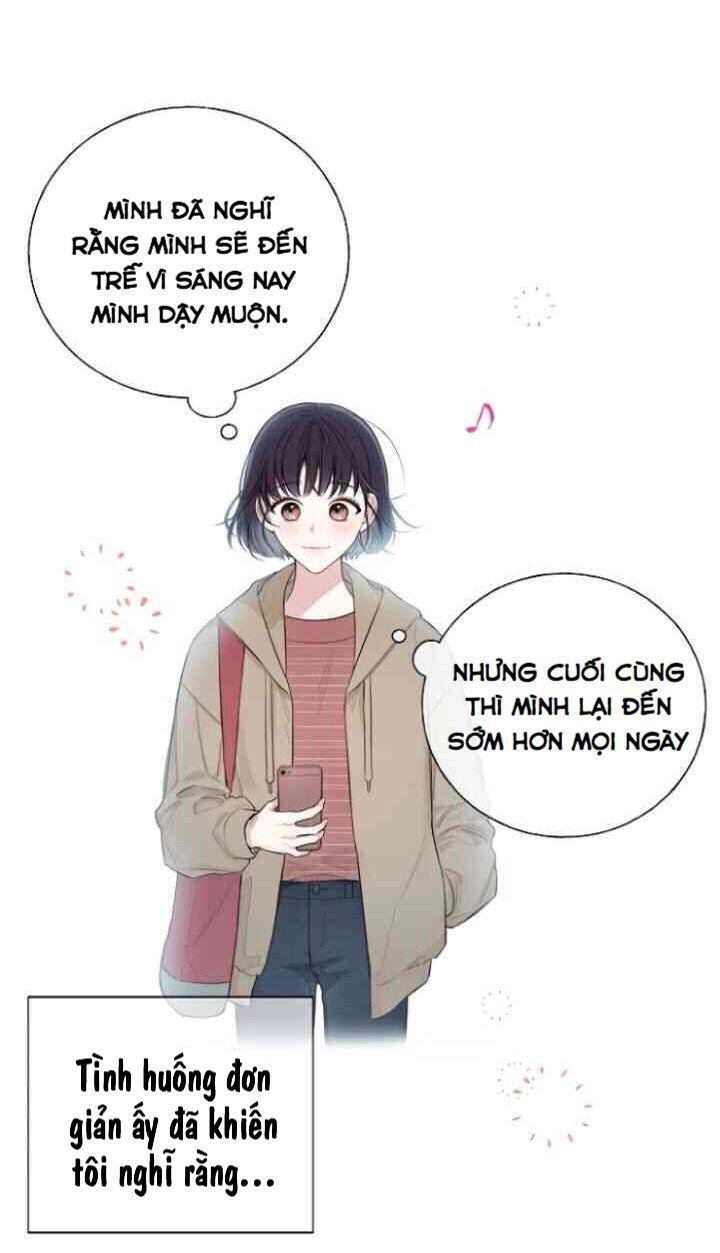 MÌNH ĐÃ NGHĨ
RẰNG MÌNH SẼ ĐẾN
TRỄ VÌ SÁNG NAY
MÌNH DẬY MUỘN.
NHƯNG CUỐI CÙNG
THÌ MÌNH LẠI ĐẾN
SỚM HƠN MỌI NGÀY
Tình huống đơn
giản ấy đã khiến
tôi nghĩ rằng...